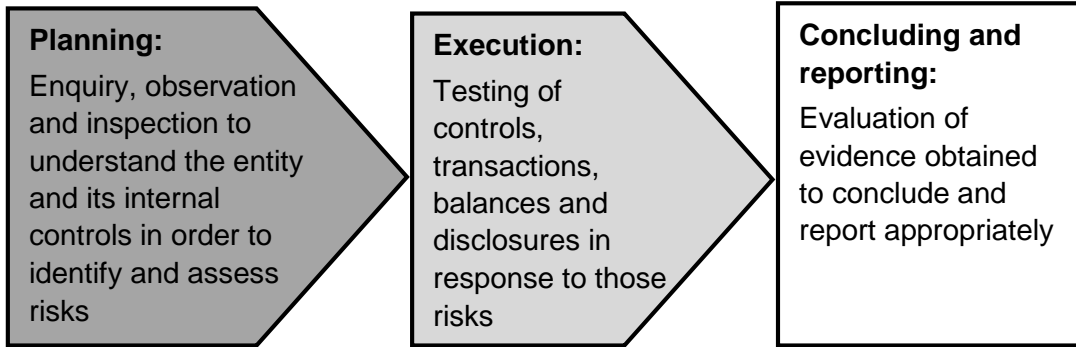 Planning:
Enquiry, observation
and inspection to
understand the entity
and its internal
controls in order to
identify and assess
risks
Execution:
Testing of
controls,
transactions,
balances and
disclosures in
response to those
risks
Concluding and
reporting:
Evaluation of
evidence obtained
to conclude and
report appropriately